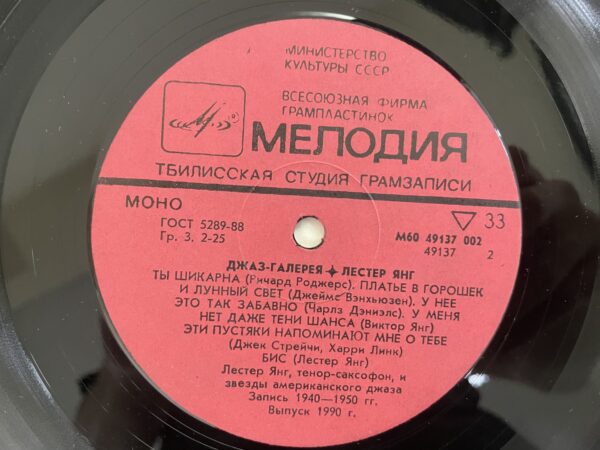 МИНИСТЕРСТВО
КУЛЬТУРЫ СССР
ВСЕСОЮЗНАЯ ФИРМА
ГРАМПЛАСТИНОК
МЕЛОДИЯ
ТБИЛИССКАЯ СТУДИЯ ГРАМЗАПИСИ
МОНО
ГОСТ 5289-88
Гр. 3. 2-25
33
М60 49137 002
49137 2
ДЖАЗ-ГАЛЕРЕЯ ✦ ЛЕСТЕР ЯНГ
ТЫ ШИКАРНА (Ричард Роджерс). ПЛАТЬЕ В ГОРОШЕК
И ЛУННЫЙ СВЕТ (Джеймс Вэнхьюзен). У НЕЕ
ЭТО ТАК ЗАБАВНО (Чарлз Дэниэлс). У МЕНЯ
НЕТ ДАЖЕ ТЕНИ ШАНСА (Виктор Янг)
ЭТИ ПУСТЯКИ НАПОМИНАЮТ МНЕ О ТЕБЕ
(Джек Стрейчи, Харри Линк)
БИС (Лестер Янг)
Лестер Янг, тенор-саксофон, и
звезды американского джаза
Запись 1940—1950 гг.
Выпуск 1990 г.